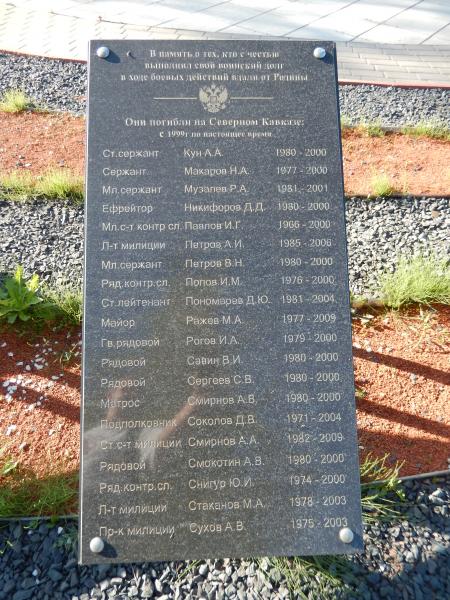 В память о тех, кто с честью
выполнил свой воинский долг
в ходе боевых действий вдали от Родины
Они погибли на Северном Кавказе:
с 1999г по настоящее время
Ст.сержант Кун А.А. 1980 - 2000
Сержант Макаров Н.А. 1977 - 2000
Мл.сержант Музалев Р.А. 1981 - 2001
Ефрейтор Никифоров Д.Д. 1980 - 2000
Мл.с-т контр сл. Павлов И.Г. 1966 - 2000
Л-т милиции Петров А.И. 1985 - 2006
Мл.сержант Петров В.Н. 1980 - 2000
Ряд.контр.сл. Попов И.М. 1976 - 2000
Ст.лейтенант Пономарев Д.Ю. 1981 - 2004
Майор Ражев М.А. 1977 - 2009
Гв.рядовой Рогов И.А. 1979 - 2000
Рядовой Савин В.И. 1980 - 2000
Рядовой Сергеев С.В. 1980 - 2000
Матрос Смирнов А.В. 1980 - 2000
Подполковник Соколов Д.В. 1971 - 2004
Ст.с-т милиции Смирнов А.А. 1982 - 2009
Рядовой Смокотин А.В. 1980 - 2000
Ряд.контр.сл. Снигур Ю.И. 1974 - 2000
Л-т милиции Стаканов М.А. 1978 - 2003
Пр-к милиции Сухов А.В. 1975 - 2003